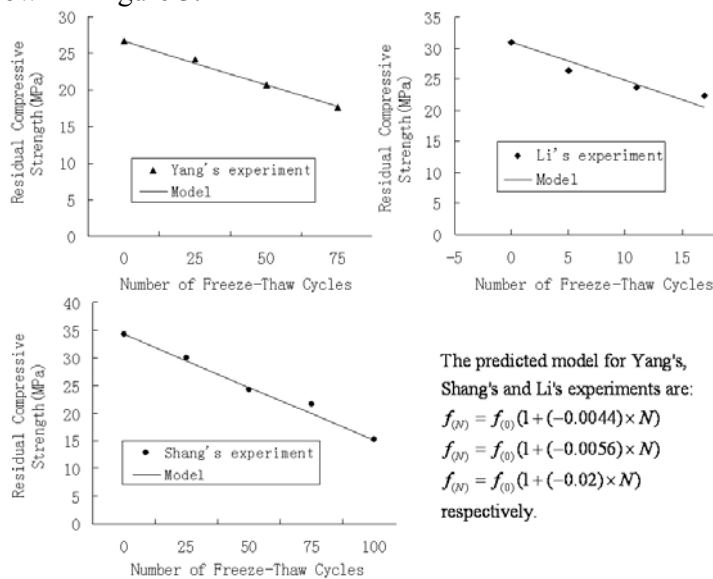 30
25
20
15
10
5
0
Residual Compressive
Strength(MPa)
▲ Yang's experiment
— Model
0 25 50 75
Number of Freeze-Thaw Cycles
35
30
25
20
15
10
5
0
Residual Compressive
Strength(MPa)
◆ Li's experiment
— Model
-5 0 5 10 15
Number of Freeze-Thaw Cycles
40
35
30
25
20
15
10
5
0
Residual Compressive
Strength(MPa)
● Shang's experiment
— Model
0 25 50 75 100
Number of Freeze-Thaw Cycles
The predicted model for Yang's,
Shang's and Li's experiments are:
f(N) = f(0)(1+(−0.0044)×N)
f(N) = f(0)(1+(−0.0056)×N)
f(N) = f(0)(1+(−0.02)×N)
respectively.